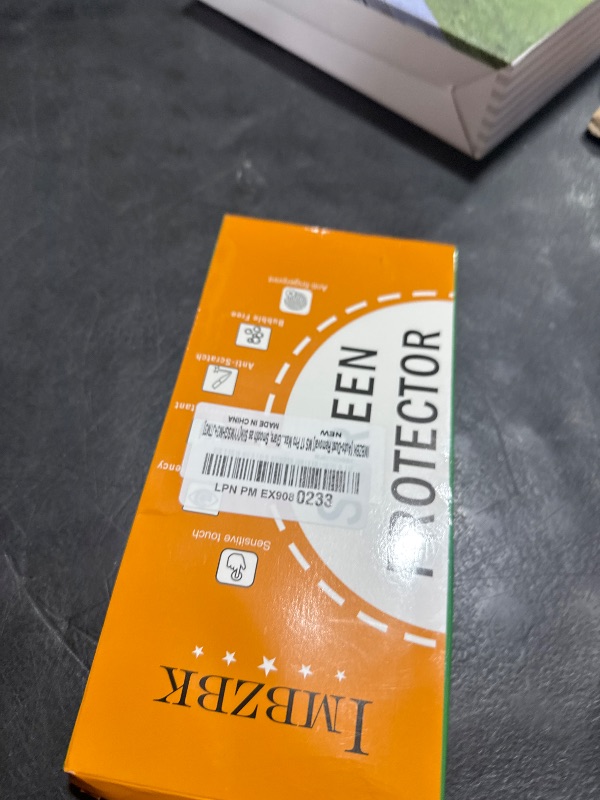 IMBZBK
SCREEN
PROTECTOR
Sensitive touch
Anti-Scratch
Bubble Free
Anti-fingerprint
LPN PM EX908 0233
NEW
MADE IN CHINA